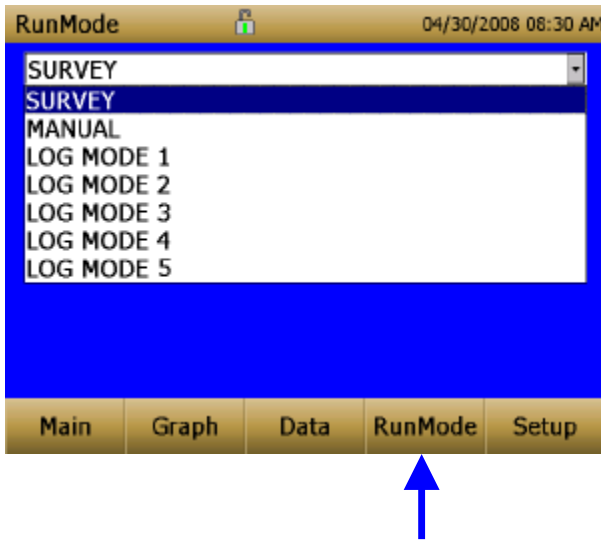 RunMode 04/30/2008 08:30 AM
SURVEY
SURVEY
MANUAL
LOG MODE 1
LOG MODE 2
LOG MODE 3
LOG MODE 4
LOG MODE 5
Main Graph Data RunMode Setup